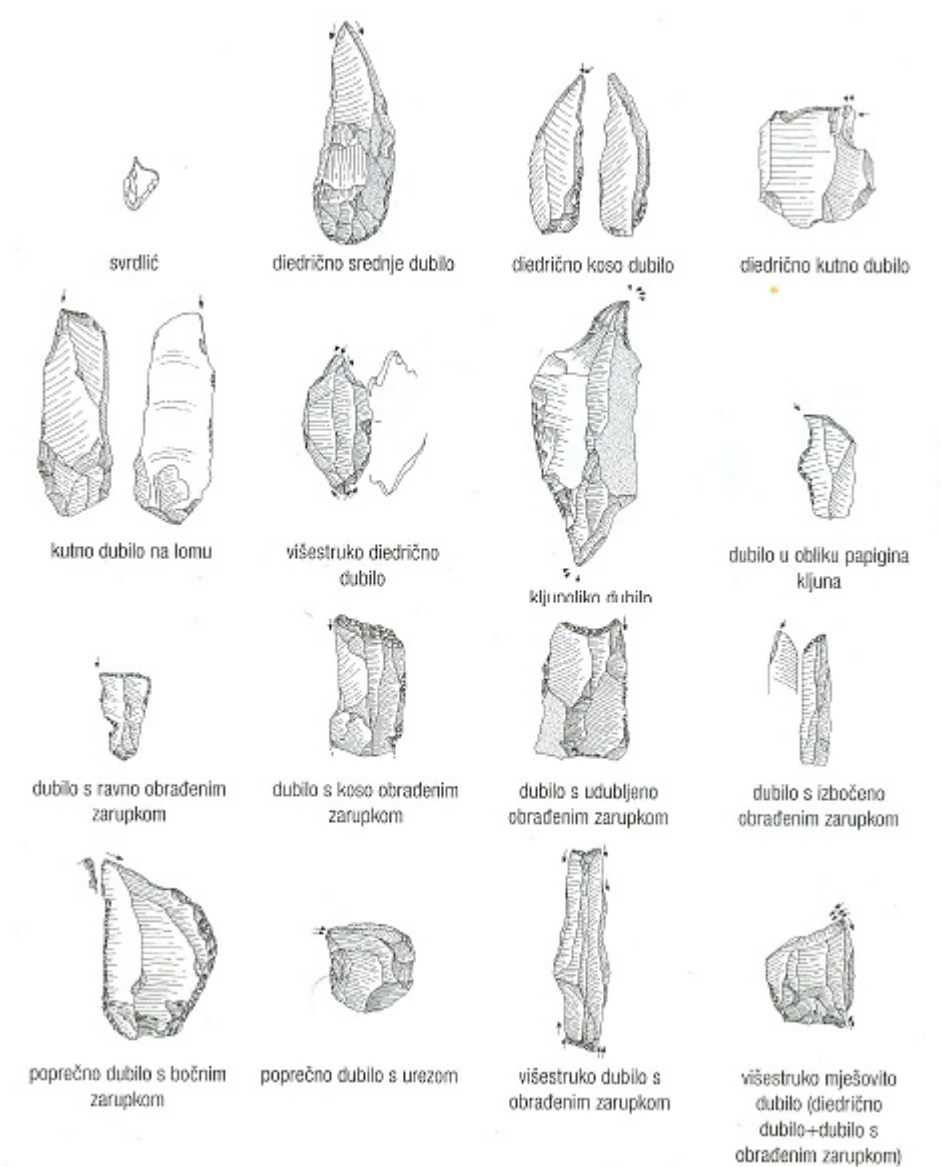 svrdlić
diedrično srednje dubilo
diedrično koso dubilo
diedrično kutno dubilo
kutno dubilo na lomu
višestruko diedrično
dubilo
kljunoliko dubilo
dubilo u obliku papigina
kljuna
dubilo s ravno obrađenim
zarupkom
dubilo s koso obrađenim
zarupkom
dubilo s udubljeno
obrađenim zarupkom
dubilo s izbočeno
obrađenim zarupkom
poprečno dubilo s bočnim
zarupkom
poprečno dubilo s urezom
višestruko dubilo s
obrađenim zarupkom
višestruko mješovito
dubilo (diedrično
dubilo+dubilo s
obrađenim zarupkom)